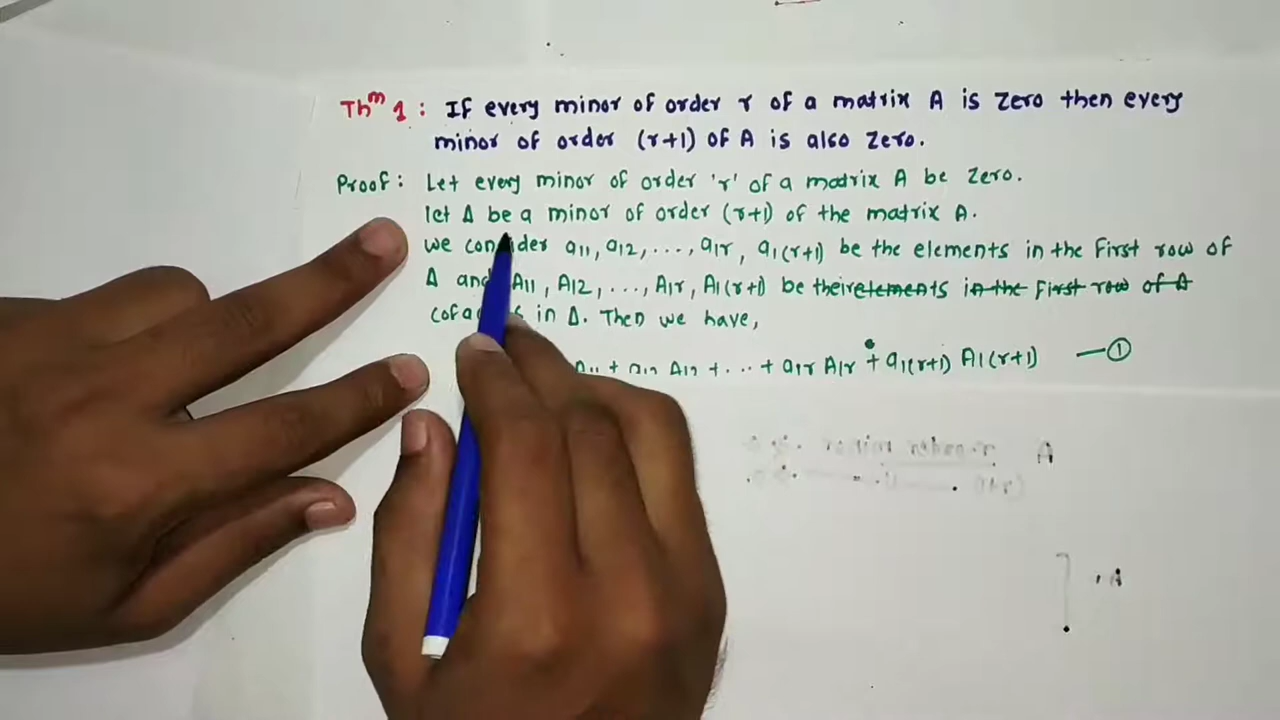 Thm 1 : If every minor of order r of a matrix A is zero then every
minor of order (r+1) of A is also zero.
Proof : Let every minor of order 'r' of a matrix A be zero.
let Δ be a minor of order (r+1) of the matrix A.
we consider a11, a12, ..., a1r, a1(r+1) be the elements in the first row of
Δ and A11, A12, ..., A1r, A1(r+1) be their elements in the first row of A
in Δ. Then we have,
A11 + a12 A12 + ... + a1r A1r + a1(r+1) A1(r+1) — 1
A
A